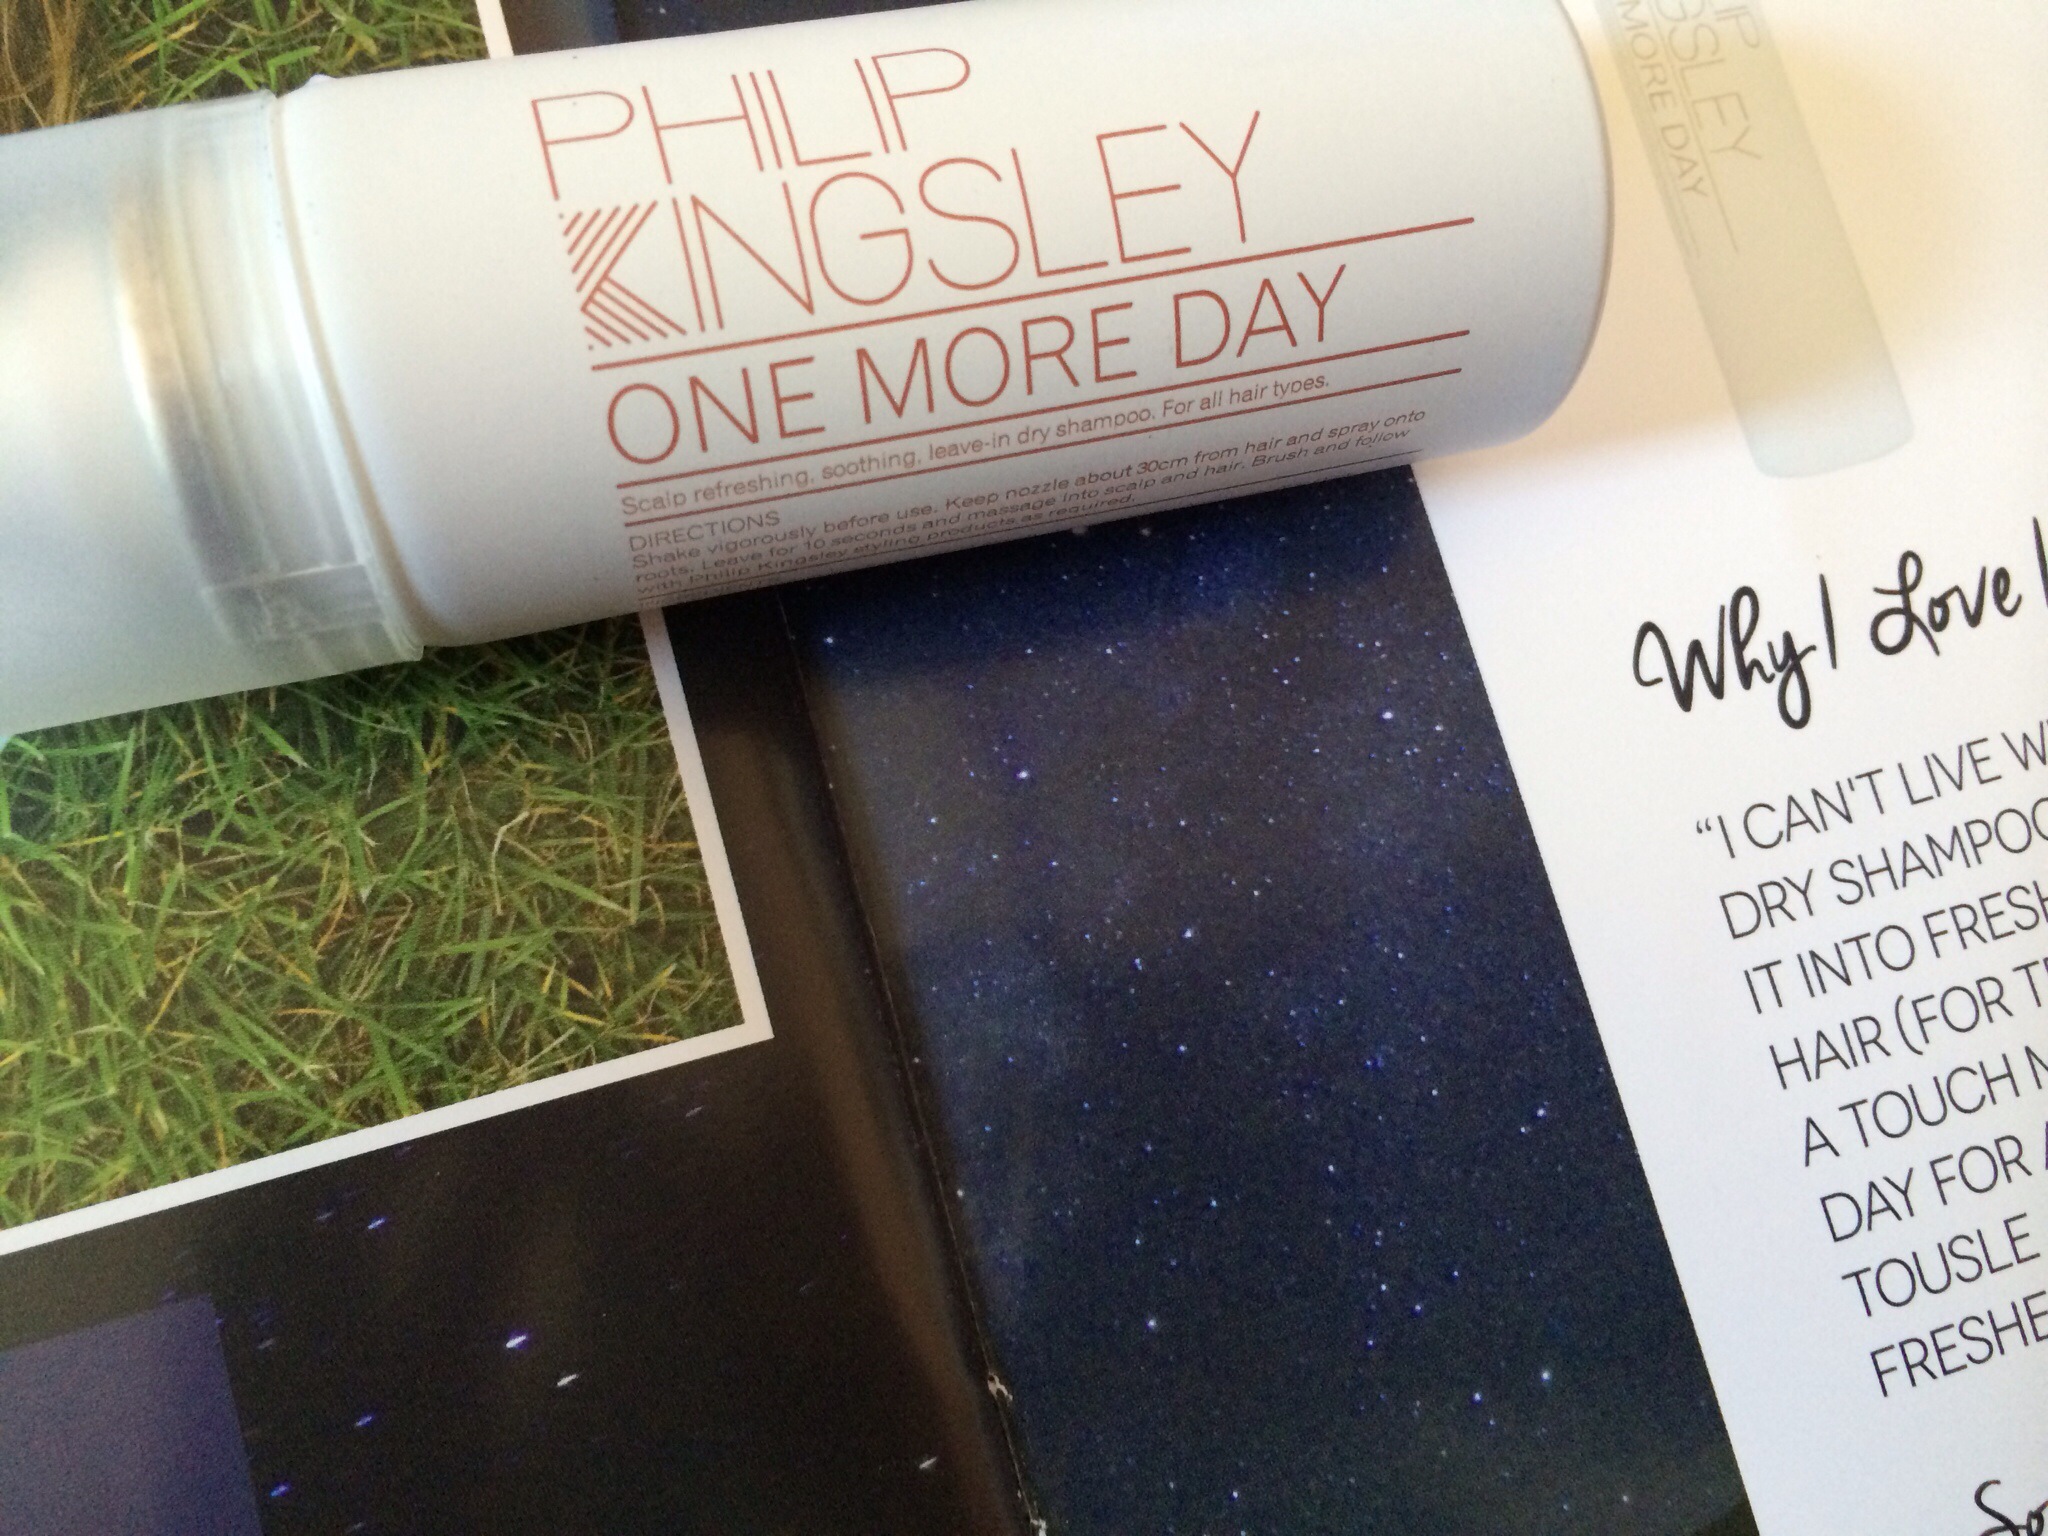 PHILIP
KINGSLEY
ONE MORE DAY
Scalp refreshing, soothing, leave-in dry shampoo. For all hair types.
DIRECTIONS
Shake vigorously before use. Keep nozzle about 30cm from hair and spray onto
roots. Leave for 10 seconds and massage into scalp and hair. Brush and follow
with Philip Kingsley styling products as required.
IP
GSLEY
MORE DAY
Why I Love
"I CAN'T LIVE
DRY
IT INTO
HAIR (FOR
A TOUCH
DAY FOR
TOUSLE